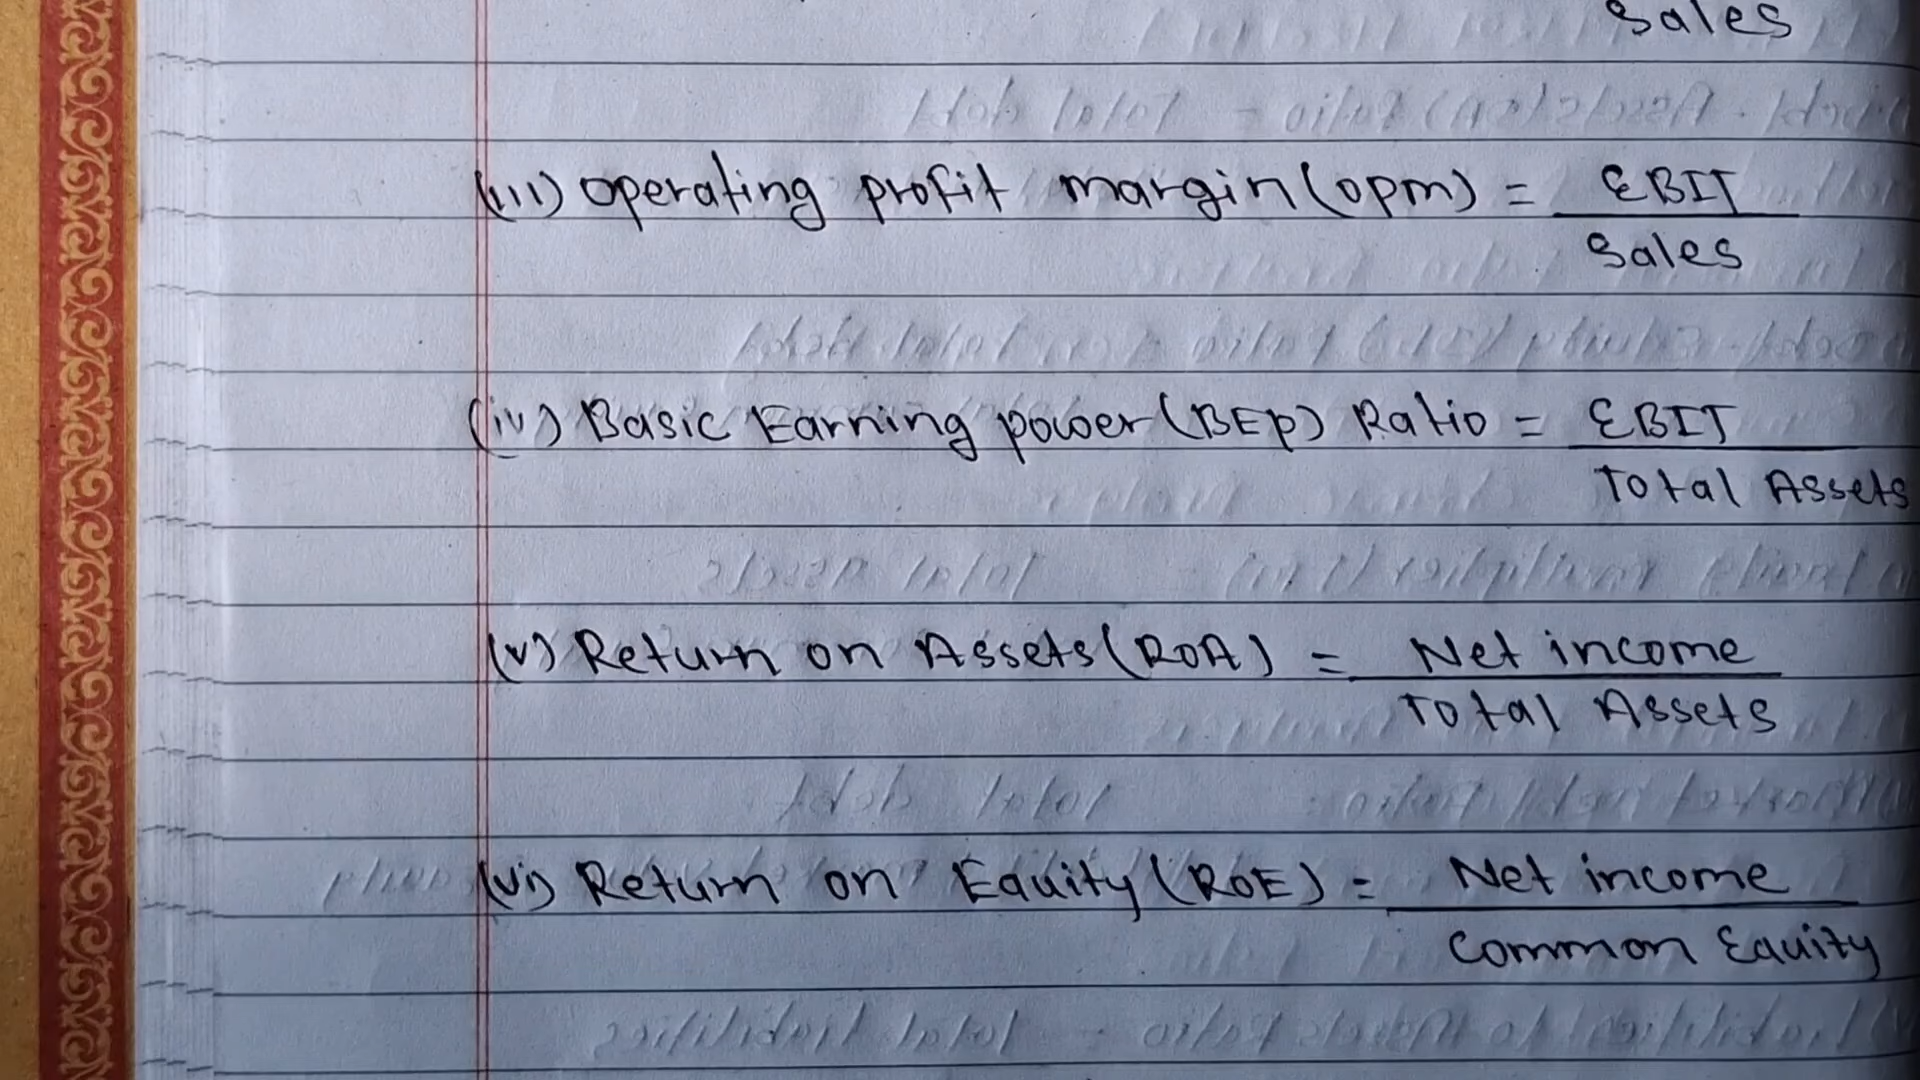 Sales
(iii) Operating profit margin (opm) = EBIT
Sales
(iv) Basic Earning power (BEP) Ratio = EBIT
Total Assets
(v) Return on Assets (ROA) = Net income
Total Assets
(vi) Return on Equity (ROE) = Net income
Common Equity